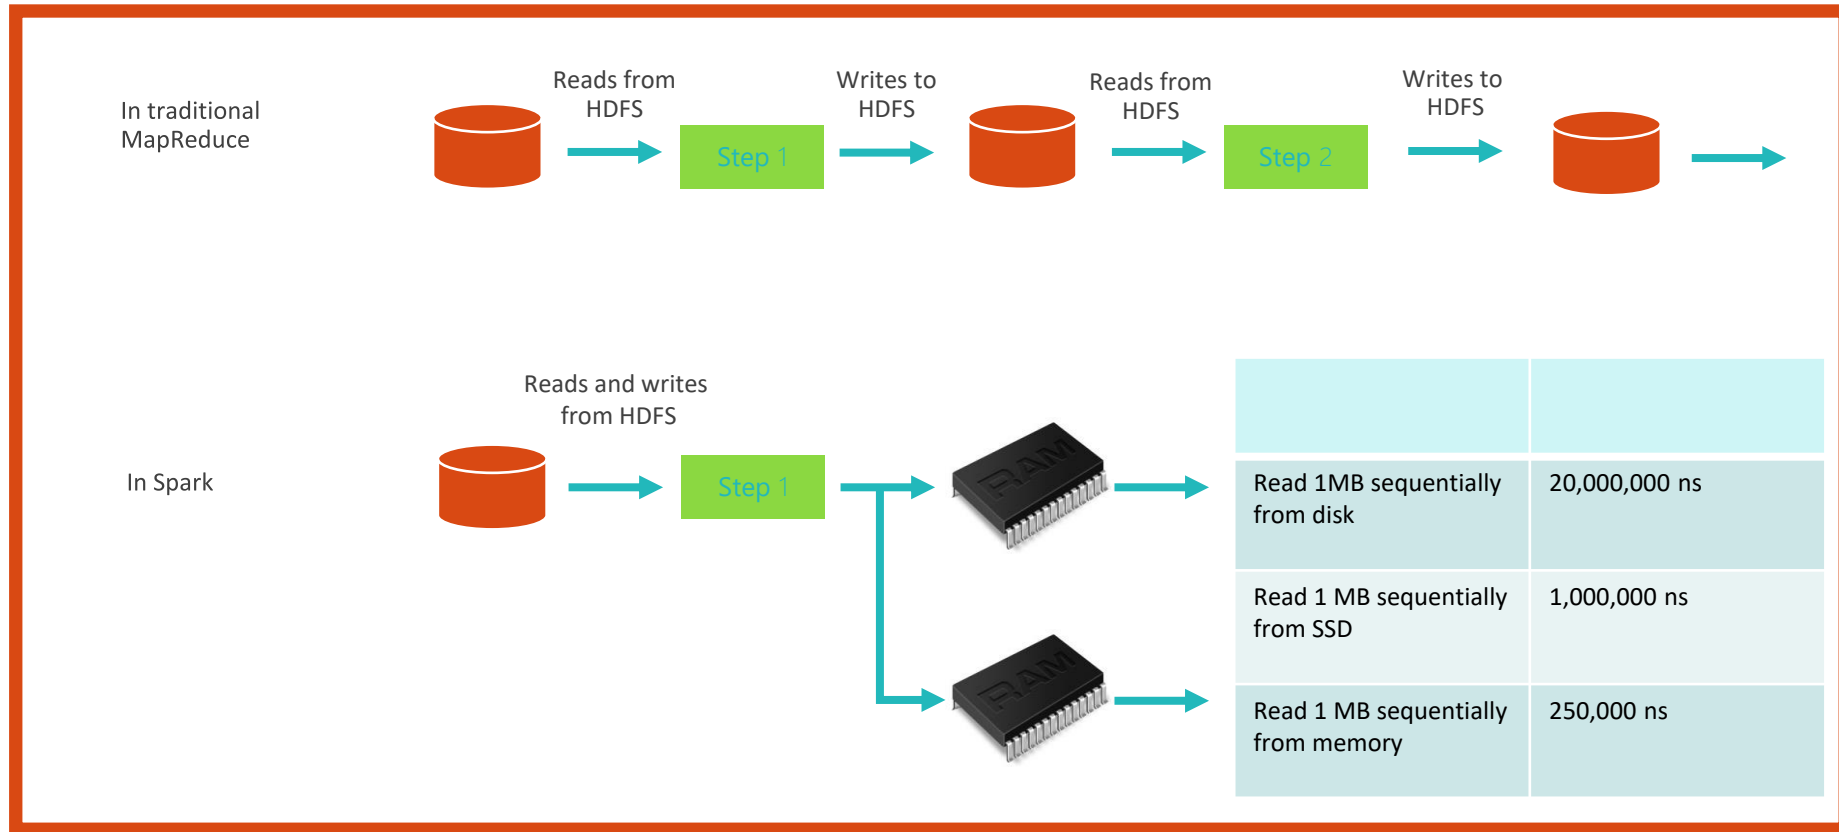 In traditional
MapReduce
Reads from
HDFS
Step 1
Writes to
HDFS
Reads from
HDFS
Step 2
Writes to
HDFS
In Spark
Reads and writes
from HDFS
Step 1
RAM
RAM
Read 1MB sequentially
from disk
20,000,000 ns
Read 1 MB sequentially
from SSD
1,000,000 ns
Read 1 MB sequentially
from memory
250,000 ns